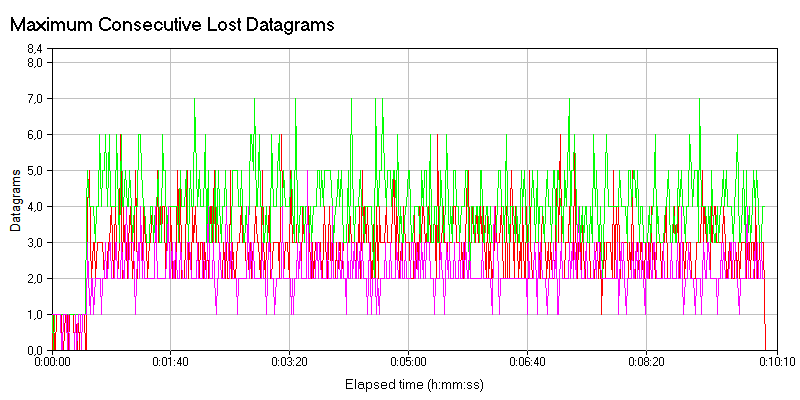 Maximum Consecutive Lost Datagrams
8,4
8,0
7,0
6,0
5,0
4,0
3,0
2,0
1,0
0,0
Datagrams
0:00:00 0:01:40 0:03:20 0:05:00 0:06:40 0:08:20 0:10:10
Elapsed time (h:mm:ss)